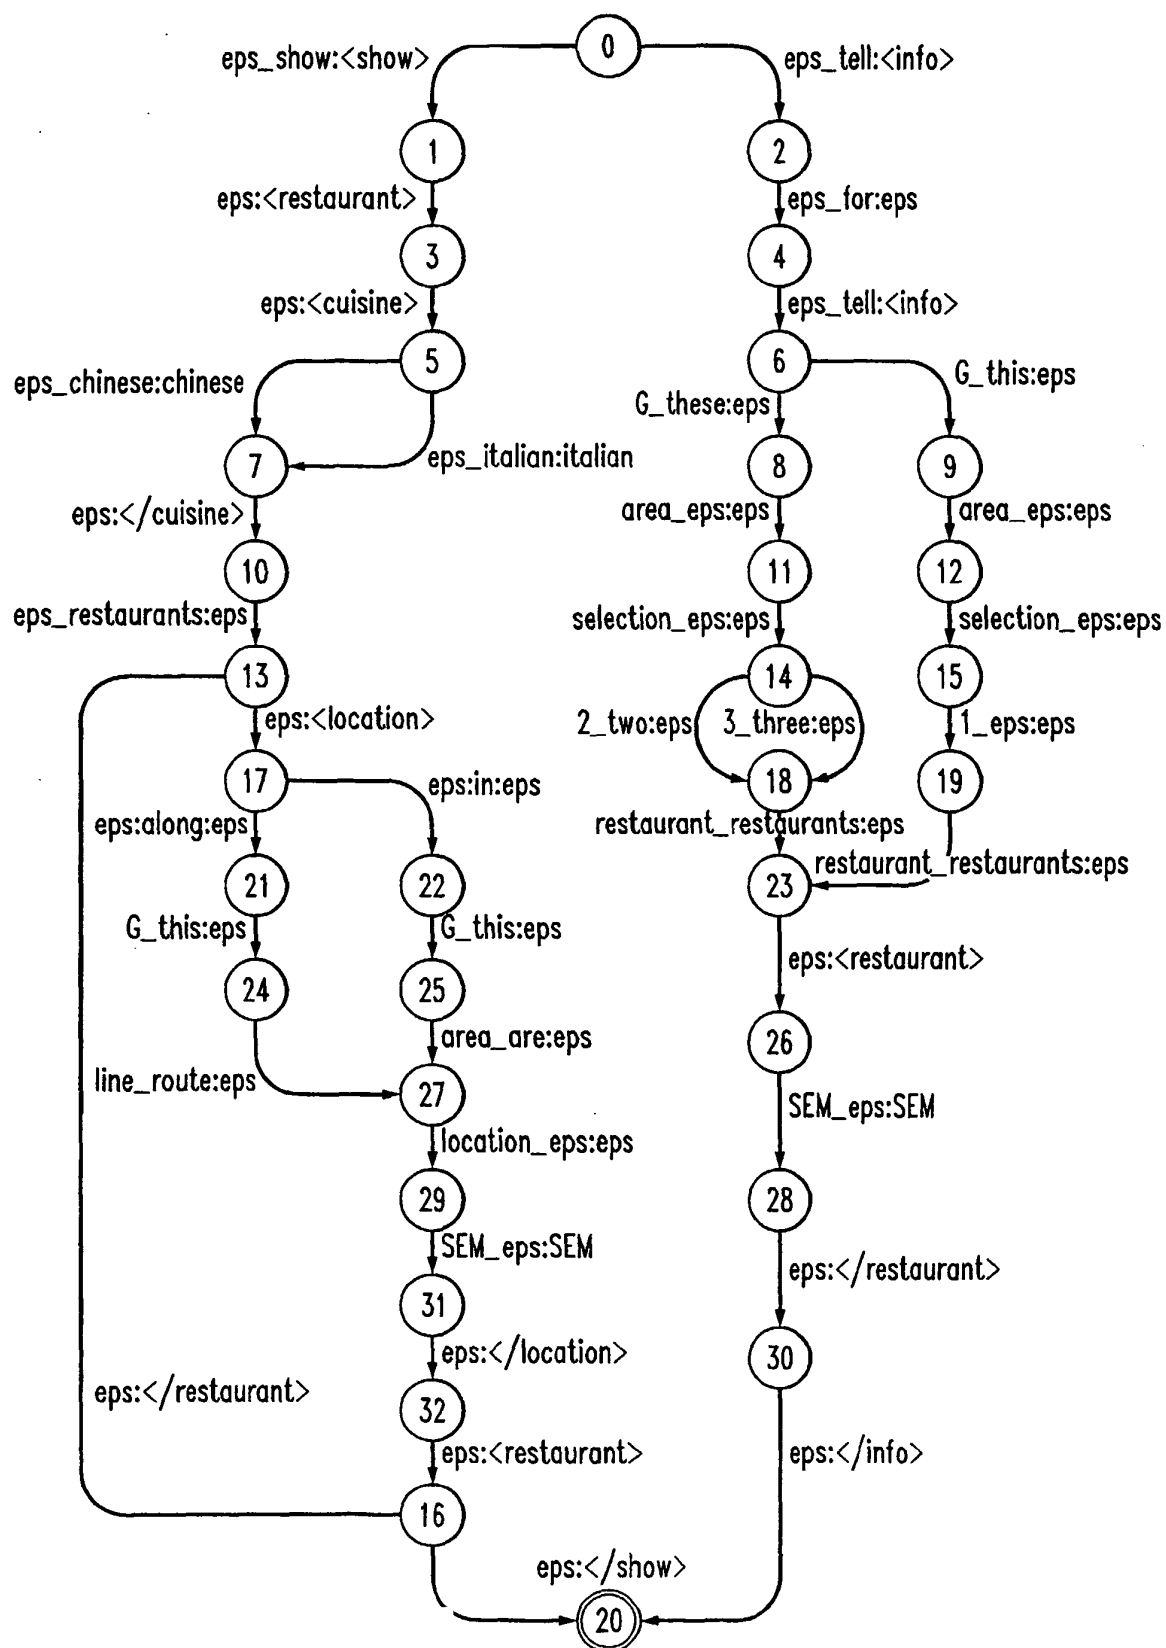 0
eps_show:<show>
eps_tell:<info>
1
2
eps:<restaurant>
eps_for:eps
3
4
eps:<cuisine>
eps_tell:<info>
5
6
eps_chinese:chinese
G_this:eps
G_these:eps
eps_italian:italian
7
8
9
eps:</cuisine>
area_eps:eps
area_eps:eps
10
11
12
eps_restaurants:eps
selection_eps:eps
selection_eps:eps
13
14
15
eps:<location>
2_two:eps
3_three:eps
1_eps:eps
17
18
19
eps:in:eps
eps:along:eps
restaurant_restaurants:eps
restaurant_restaurants:eps
21
22
23
G_this:eps
G_this:eps
eps:<restaurant>
24
25
26
area_are:eps
line_route:eps
27
SEM_eps:SEM
location_eps:eps
29
28
SEM_eps:SEM
eps:</restaurant>
31
eps:</location>
30
eps:</restaurant>
32
eps:<restaurant>
eps:</info>
16
eps:</show>
20